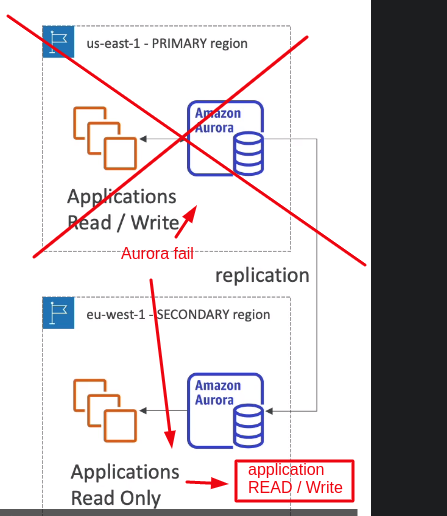 us-east-1 - PRIMARY region
Amazon
Aurora
Applications
Read / Write
Aurora fail
replication
eu-west-1 - SECONDARY region
Amazon
Aurora
Applications
Read Only
application
READ / Write